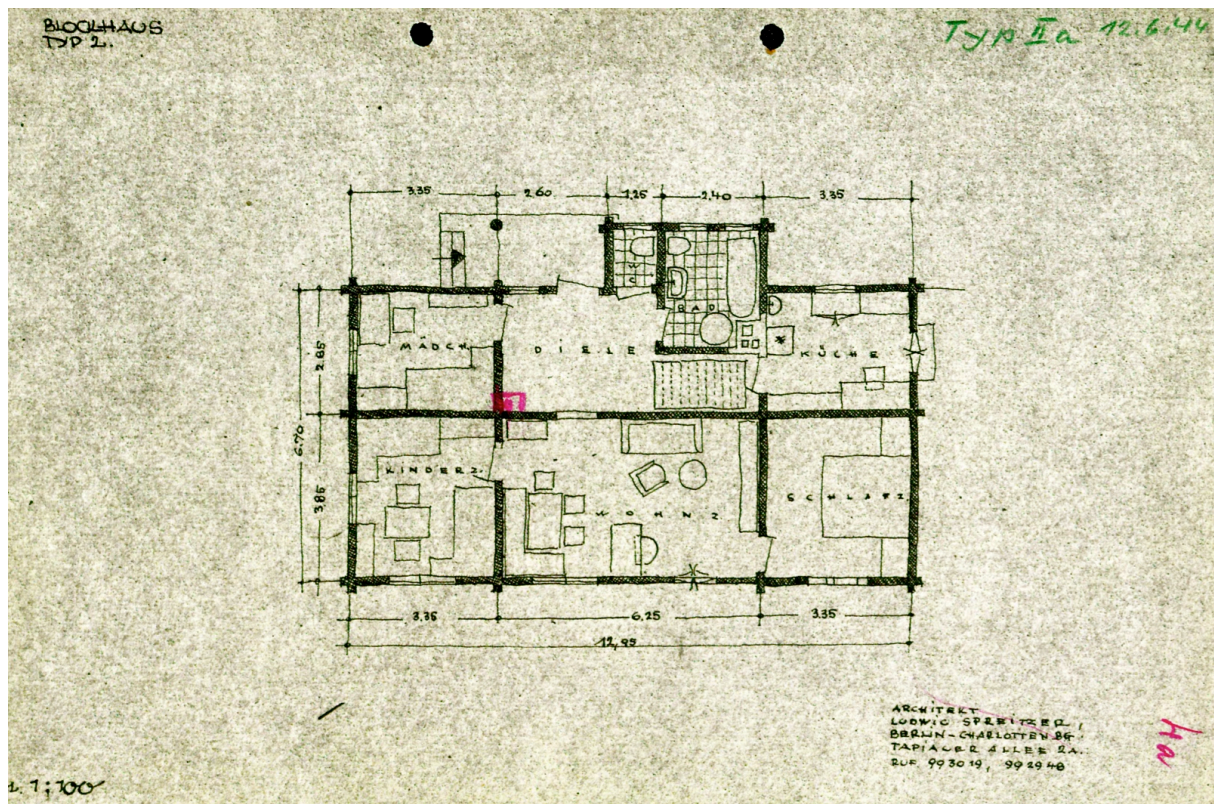 BLOCKHAUS
TYP 2.
Typ IIa 12.6.44
3.35 2.60 1.25 2.40 3.35
WC
BAD
MÄDCH.
DIELE
KÜCHE
2.85
6.70
3.85
KINDERZ.
WOHNZ
SCHLAFZ
3.35 6.25 3.35
12,95
ARCHITEKT
LUDWIG SPREITZER,
BERLIN-CHARLOTTENBG.
ALLEE 2A.
RUF 993019, 992948
4a
1:100